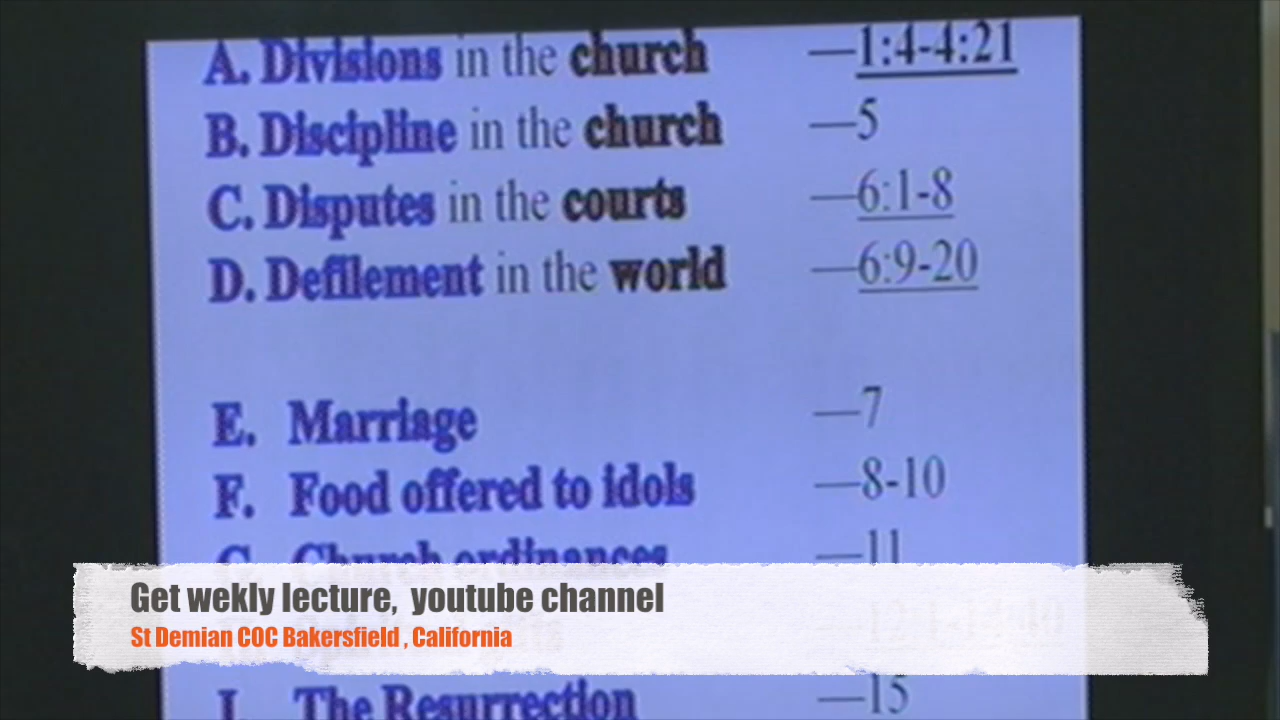 A. Divisions in the church —1:4-4:21
B. Discipline in the church —5
C. Disputes in the courts —6:1-8
D. Defilement in the world —6:9-20
E. Marriage —7
F. Food offered to idols —8-10
G. Church ordinances —11
Get wekly lecture, youtube channel
St Demian COC Bakersfield , California
I. The Resurrection —15